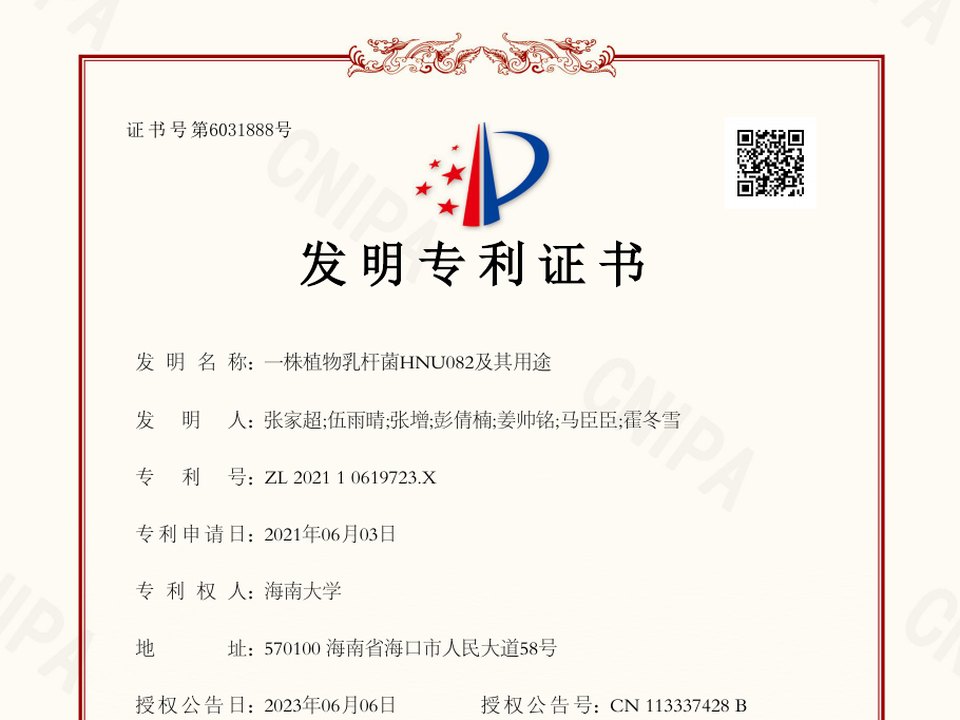 证书号第6031888号
发明专利证书
发明名称：一株植物乳杆菌HNU082及其用途
发明人：张家超;伍雨晴;张增;彭倩楠;姜帅铭;马臣臣;霍冬雪
专利号：ZL 2021 1 0619723.X
专利申请日：2021年06月03日
专利权人：海南大学
地址：570100 海南省海口市人民大道58号
授权公告日：2023年06月06日 授权公告号：CN 113337428 B
CNIPA
CNIPA
CNIPA